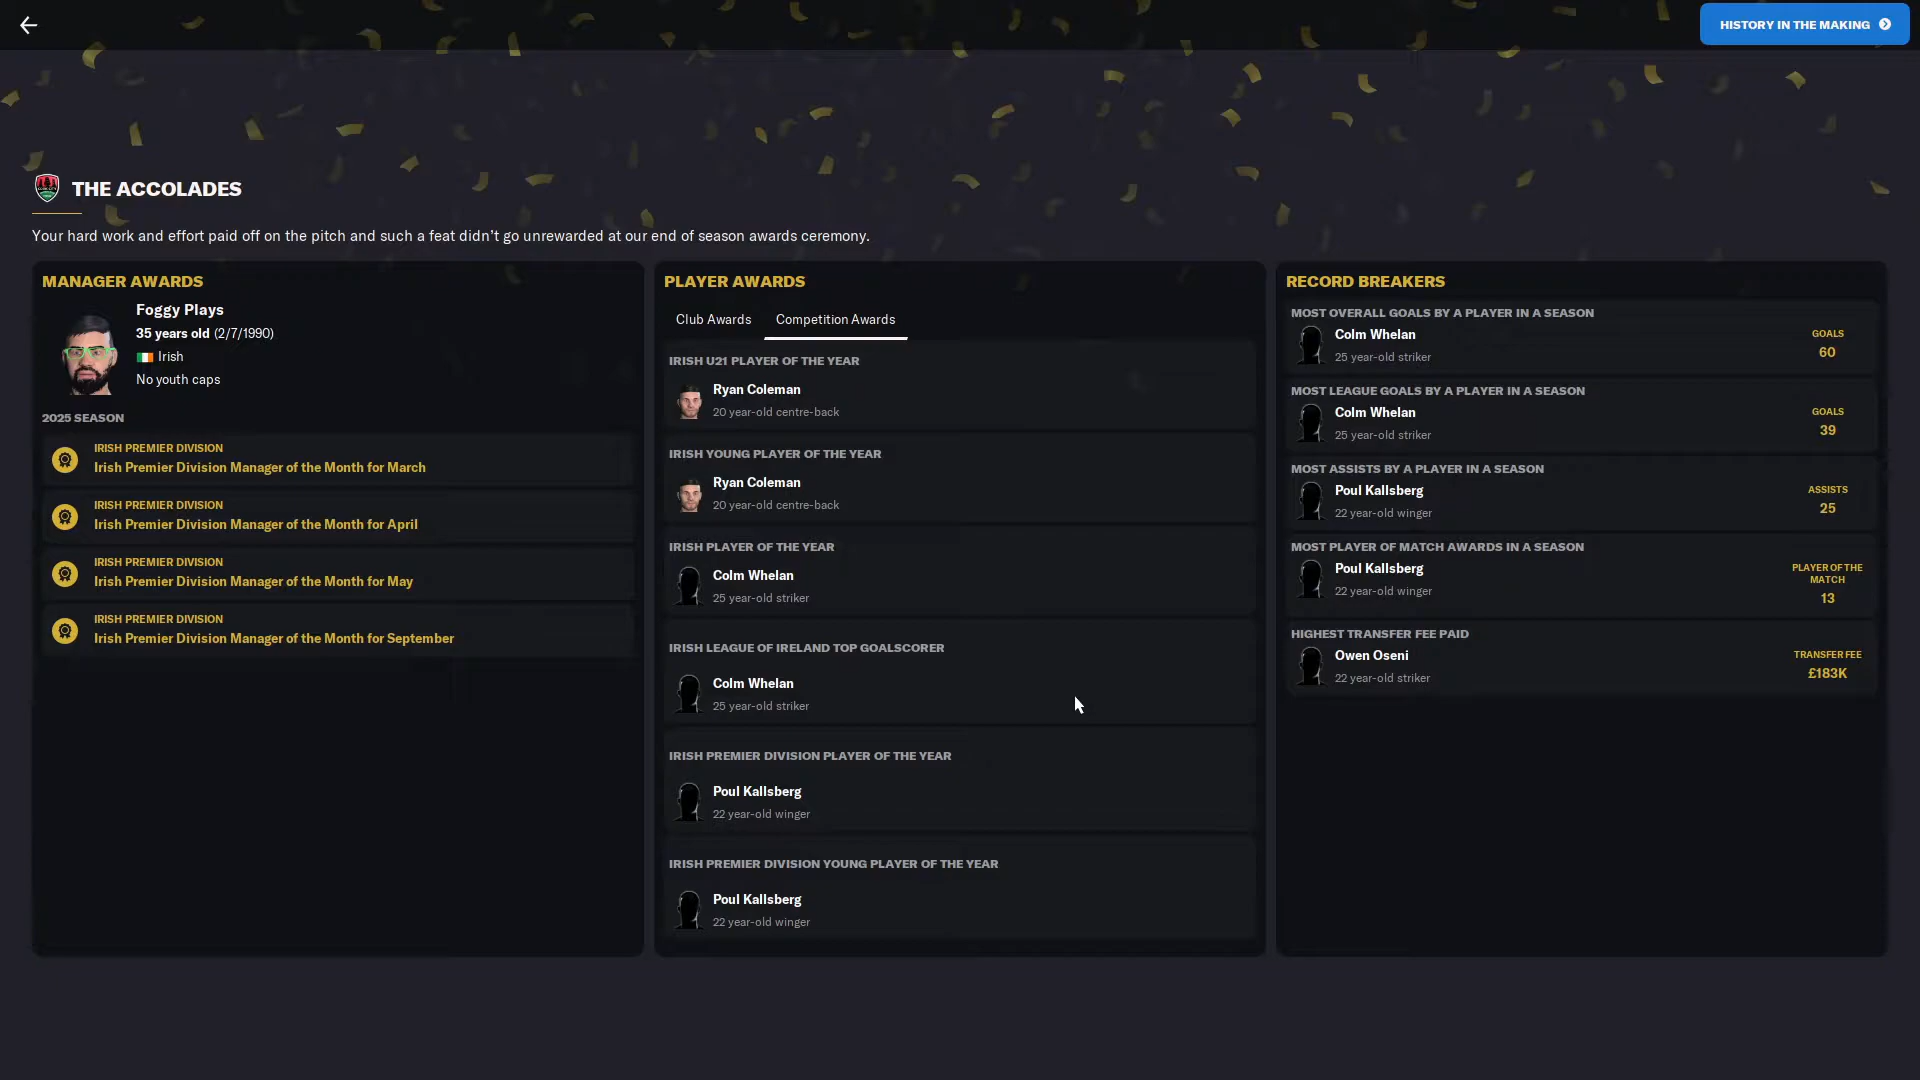 HISTORY IN THE MAKING
THE ACCOLADES
Your hard work and effort paid off on the pitch and such a feat didn't go unrewarded at our end of season awards ceremony.
MANAGER AWARDS
Foggy Plays
35 years old (2/7/1990)
Irish
No youth caps
2025 SEASON
IRISH PREMIER DIVISION
Irish Premier Division Manager of the Month for March
IRISH PREMIER DIVISION
Irish Premier Division Manager of the Month for April
IRISH PREMIER DIVISION
Irish Premier Division Manager of the Month for May
IRISH PREMIER DIVISION
Irish Premier Division Manager of the Month for September
PLAYER AWARDS
Club Awards Competition Awards
IRISH U21 PLAYER OF THE YEAR
Ryan Coleman
20 year-old centre-back
IRISH YOUNG PLAYER OF THE YEAR
Ryan Coleman
20 year-old centre-back
IRISH PLAYER OF THE YEAR
Colm Whelan
25 year-old striker
IRISH LEAGUE OF IRELAND TOP GOALSCORER
Colm Whelan
25 year-old striker
IRISH PREMIER DIVISION PLAYER OF THE YEAR
Poul Kallsberg
22 year-old winger
IRISH PREMIER DIVISION YOUNG PLAYER OF THE YEAR
Poul Kallsberg
22 year-old winger
RECORD BREAKERS
MOST OVERALL GOALS BY A PLAYER IN A SEASON
Colm Whelan
25 year-old striker
GOALS
60
MOST LEAGUE GOALS BY A PLAYER IN A SEASON
Colm Whelan
25 year-old striker
GOALS
39
MOST ASSISTS BY A PLAYER IN A SEASON
Poul Kallsberg
22 year-old winger
ASSISTS
25
MOST PLAYER OF MATCH AWARDS IN A SEASON
Poul Kallsberg
22 year-old winger
PLAYER OF THE
MATCH
13
HIGHEST TRANSFER FEE PAID
Owen Oseni
22 year-old striker
TRANSFER FEE
£183K